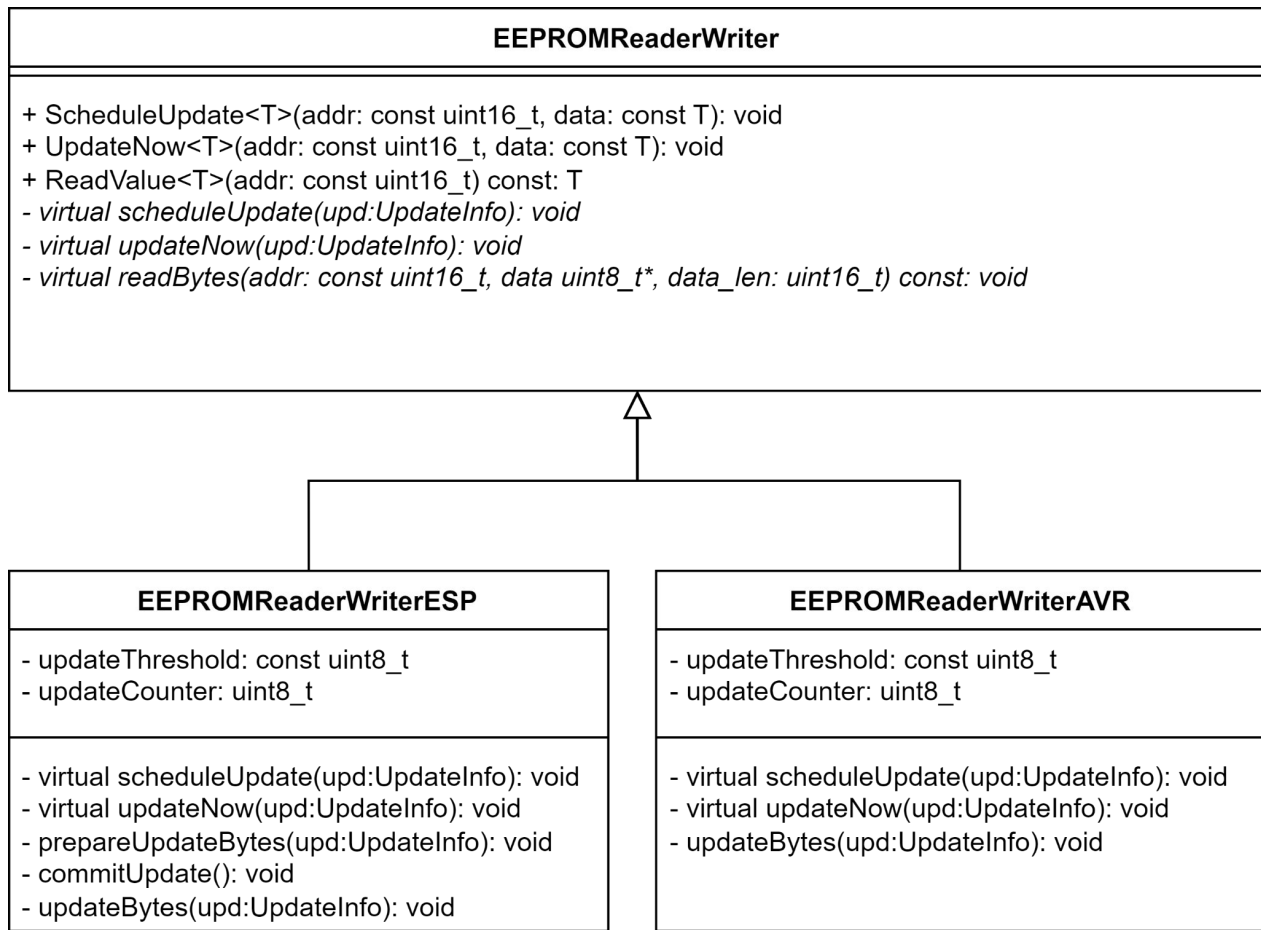 EEPROMReaderWriter
+ ScheduleUpdate<T>(addr: const uint16_t, data: const T): void
+ UpdateNow<T>(addr: const uint16_t, data: const T): void
+ ReadValue<T>(addr: const uint16_t) const: T
- virtual scheduleUpdate(upd:UpdateInfo): void
- virtual updateNow(upd:UpdateInfo): void
- virtual readBytes(addr: const uint16_t, data uint8_t*, data_len: uint16_t) const: void
EEPROMReaderWriterESP
- updateThreshold: const uint8_t
- updateCounter: uint8_t
- virtual scheduleUpdate(upd:UpdateInfo): void
- virtual updateNow(upd:UpdateInfo): void
- prepareUpdateBytes(upd:UpdateInfo): void
- commitUpdate(): void
- updateBytes(upd:UpdateInfo): void
EEPROMReaderWriterAVR
- updateThreshold: const uint8_t
- updateCounter: uint8_t
- virtual scheduleUpdate(upd:UpdateInfo): void
- virtual updateNow(upd:UpdateInfo): void
- updateBytes(upd:UpdateInfo): void